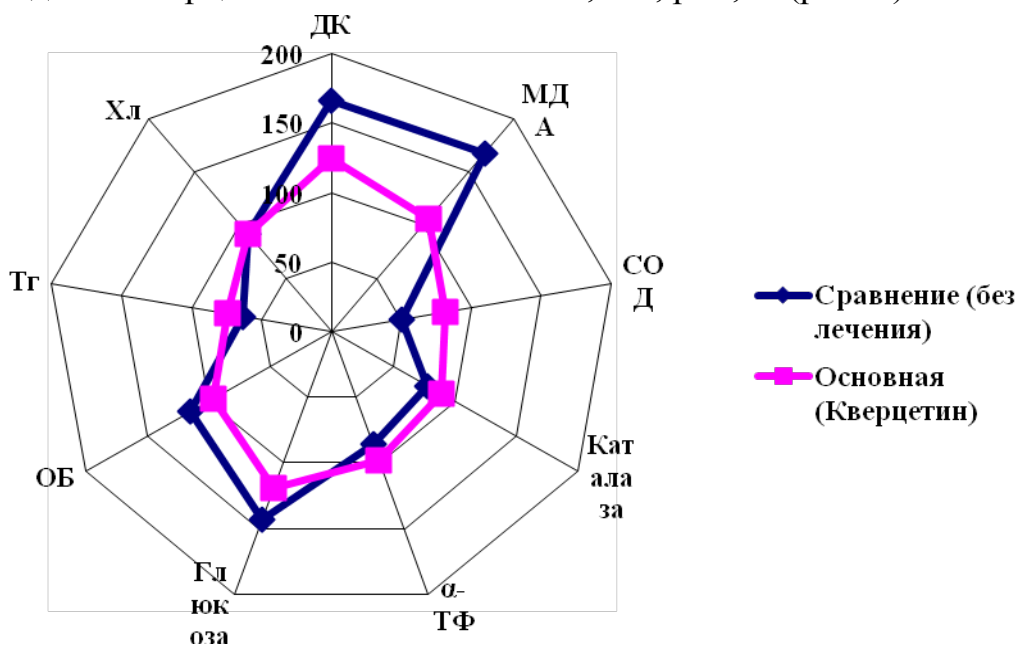 ДК
200
МД
А
Хл
150
100
СО
Д
Тг
50
0
Сравнение (без
лечения)
Основная
(Кверцетин)
Кат
ала
за
ОБ
Гл
юк
оза
α-
ТФ